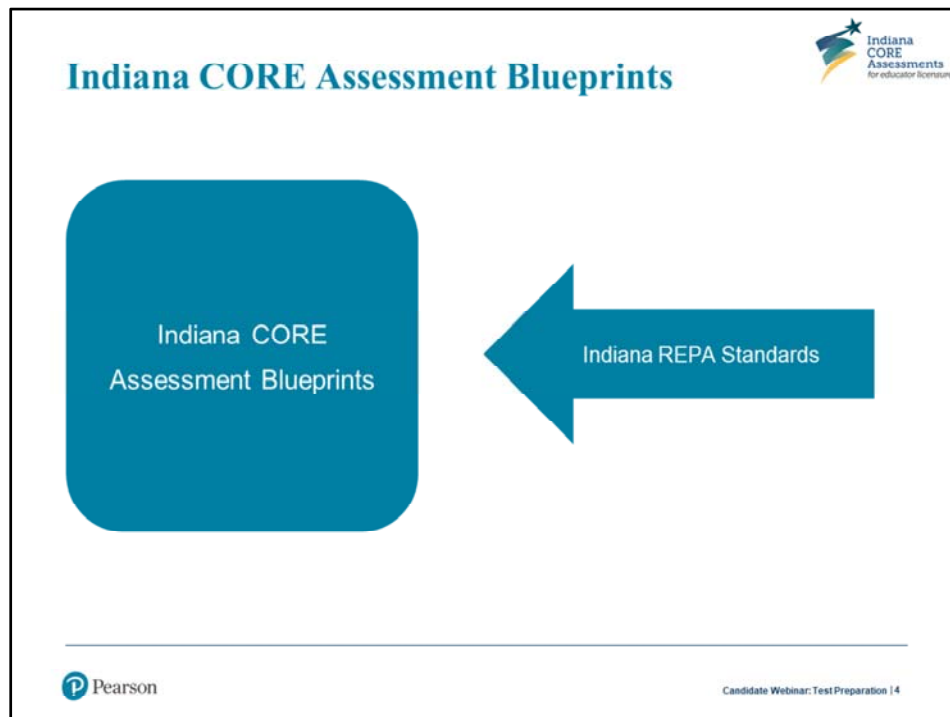 Indiana CORE Assessment Blueprints
Indiana
CORE
Assessments
for educator licensure
Indiana CORE
Assessment Blueprints
Indiana REPA Standards
Pearson
Candidate Webinar: Test Preparation | 4